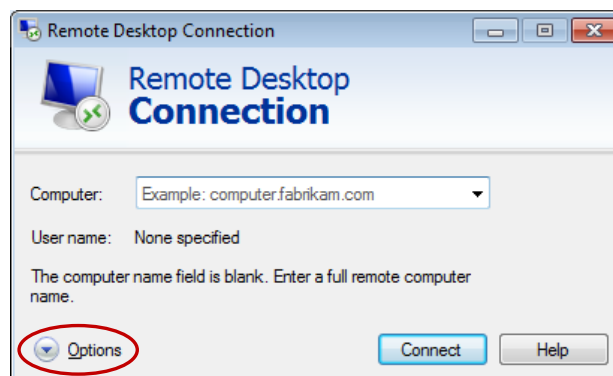 Remote Desktop Connection
Remote Desktop
Connection
Computer: Example: computer.fabrikam.com
User name: None specified
The computer name field is blank. Enter a full remote computer
name.
Options Connect Help